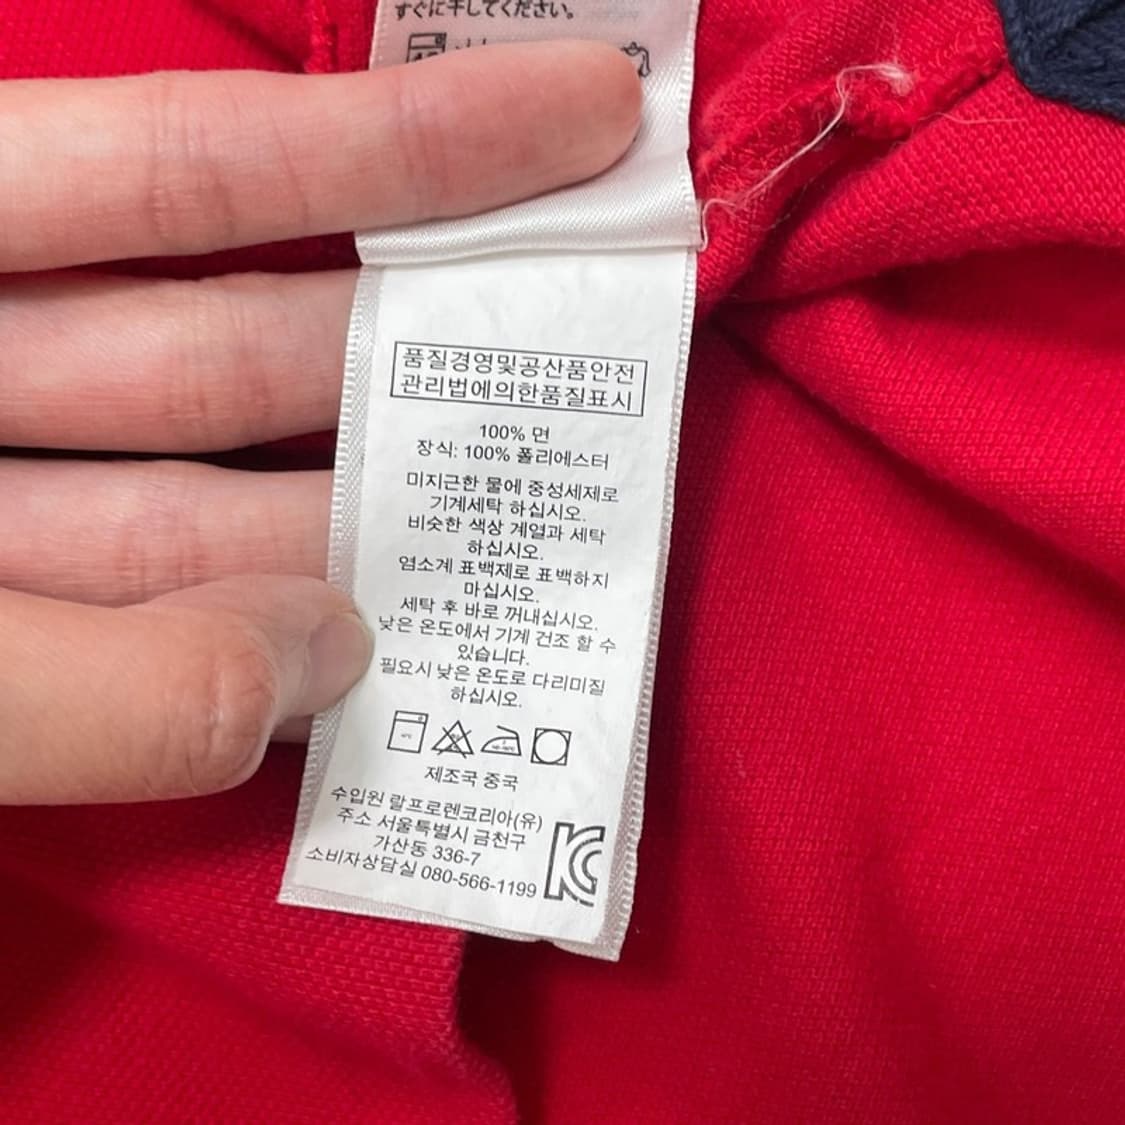 すぐに干してください。
품질경영및공산품안전
관리법에의한품질표시
100% 면
장식: 100% 폴리에스터
미지근한 물에 중성세제로
기계세탁 하십시오.
비슷한 색상 계열과 세탁
하십시오.
염소계 표백제로 표백하지
마십시오.
세탁 후 바로 꺼내십시오.
낮은 온도에서 기계 건조 할 수
있습니다.
필요시 낮은 온도로 다리미질
하십시오.
제조국 중국
수입원 랄프로렌코리아(유)
주소 서울특별시 금천구
가산동 336-7
소비자상담실 080-566-1199
KC